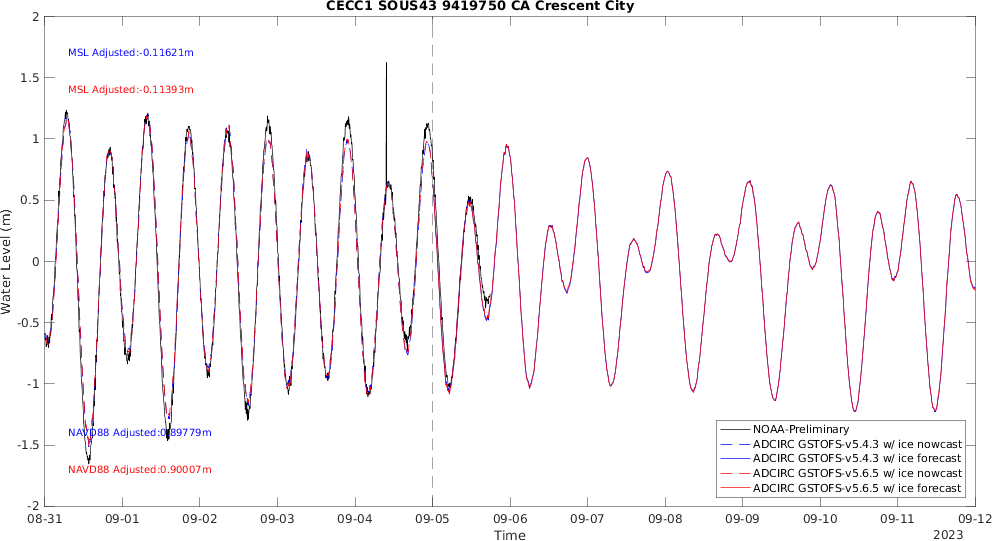 CECC1 SOUS43 9419750 CA Crescent City
2
1.5
1
0.5
0
-0.5
-1
-1.5
-2
Water Level (m)
MSL Adjusted:-0.11621m
MSL Adjusted:-0.11393m
NAVD88 Adjusted:0.89779m
NAVD88 Adjusted:0.90007m
NOAA-Preliminary
ADCIRC GSTOFS-v5.4.3 w/ ice nowcast
ADCIRC GSTOFS-v5.4.3 w/ ice forecast
ADCIRC GSTOFS-v5.6.5 w/ ice nowcast
ADCIRC GSTOFS-v5.6.5 w/ ice forecast
08-31 09-01 09-02 09-03 09-04 09-05 09-06 09-07 09-08 09-09 09-10 09-11 09-12
Time
2023